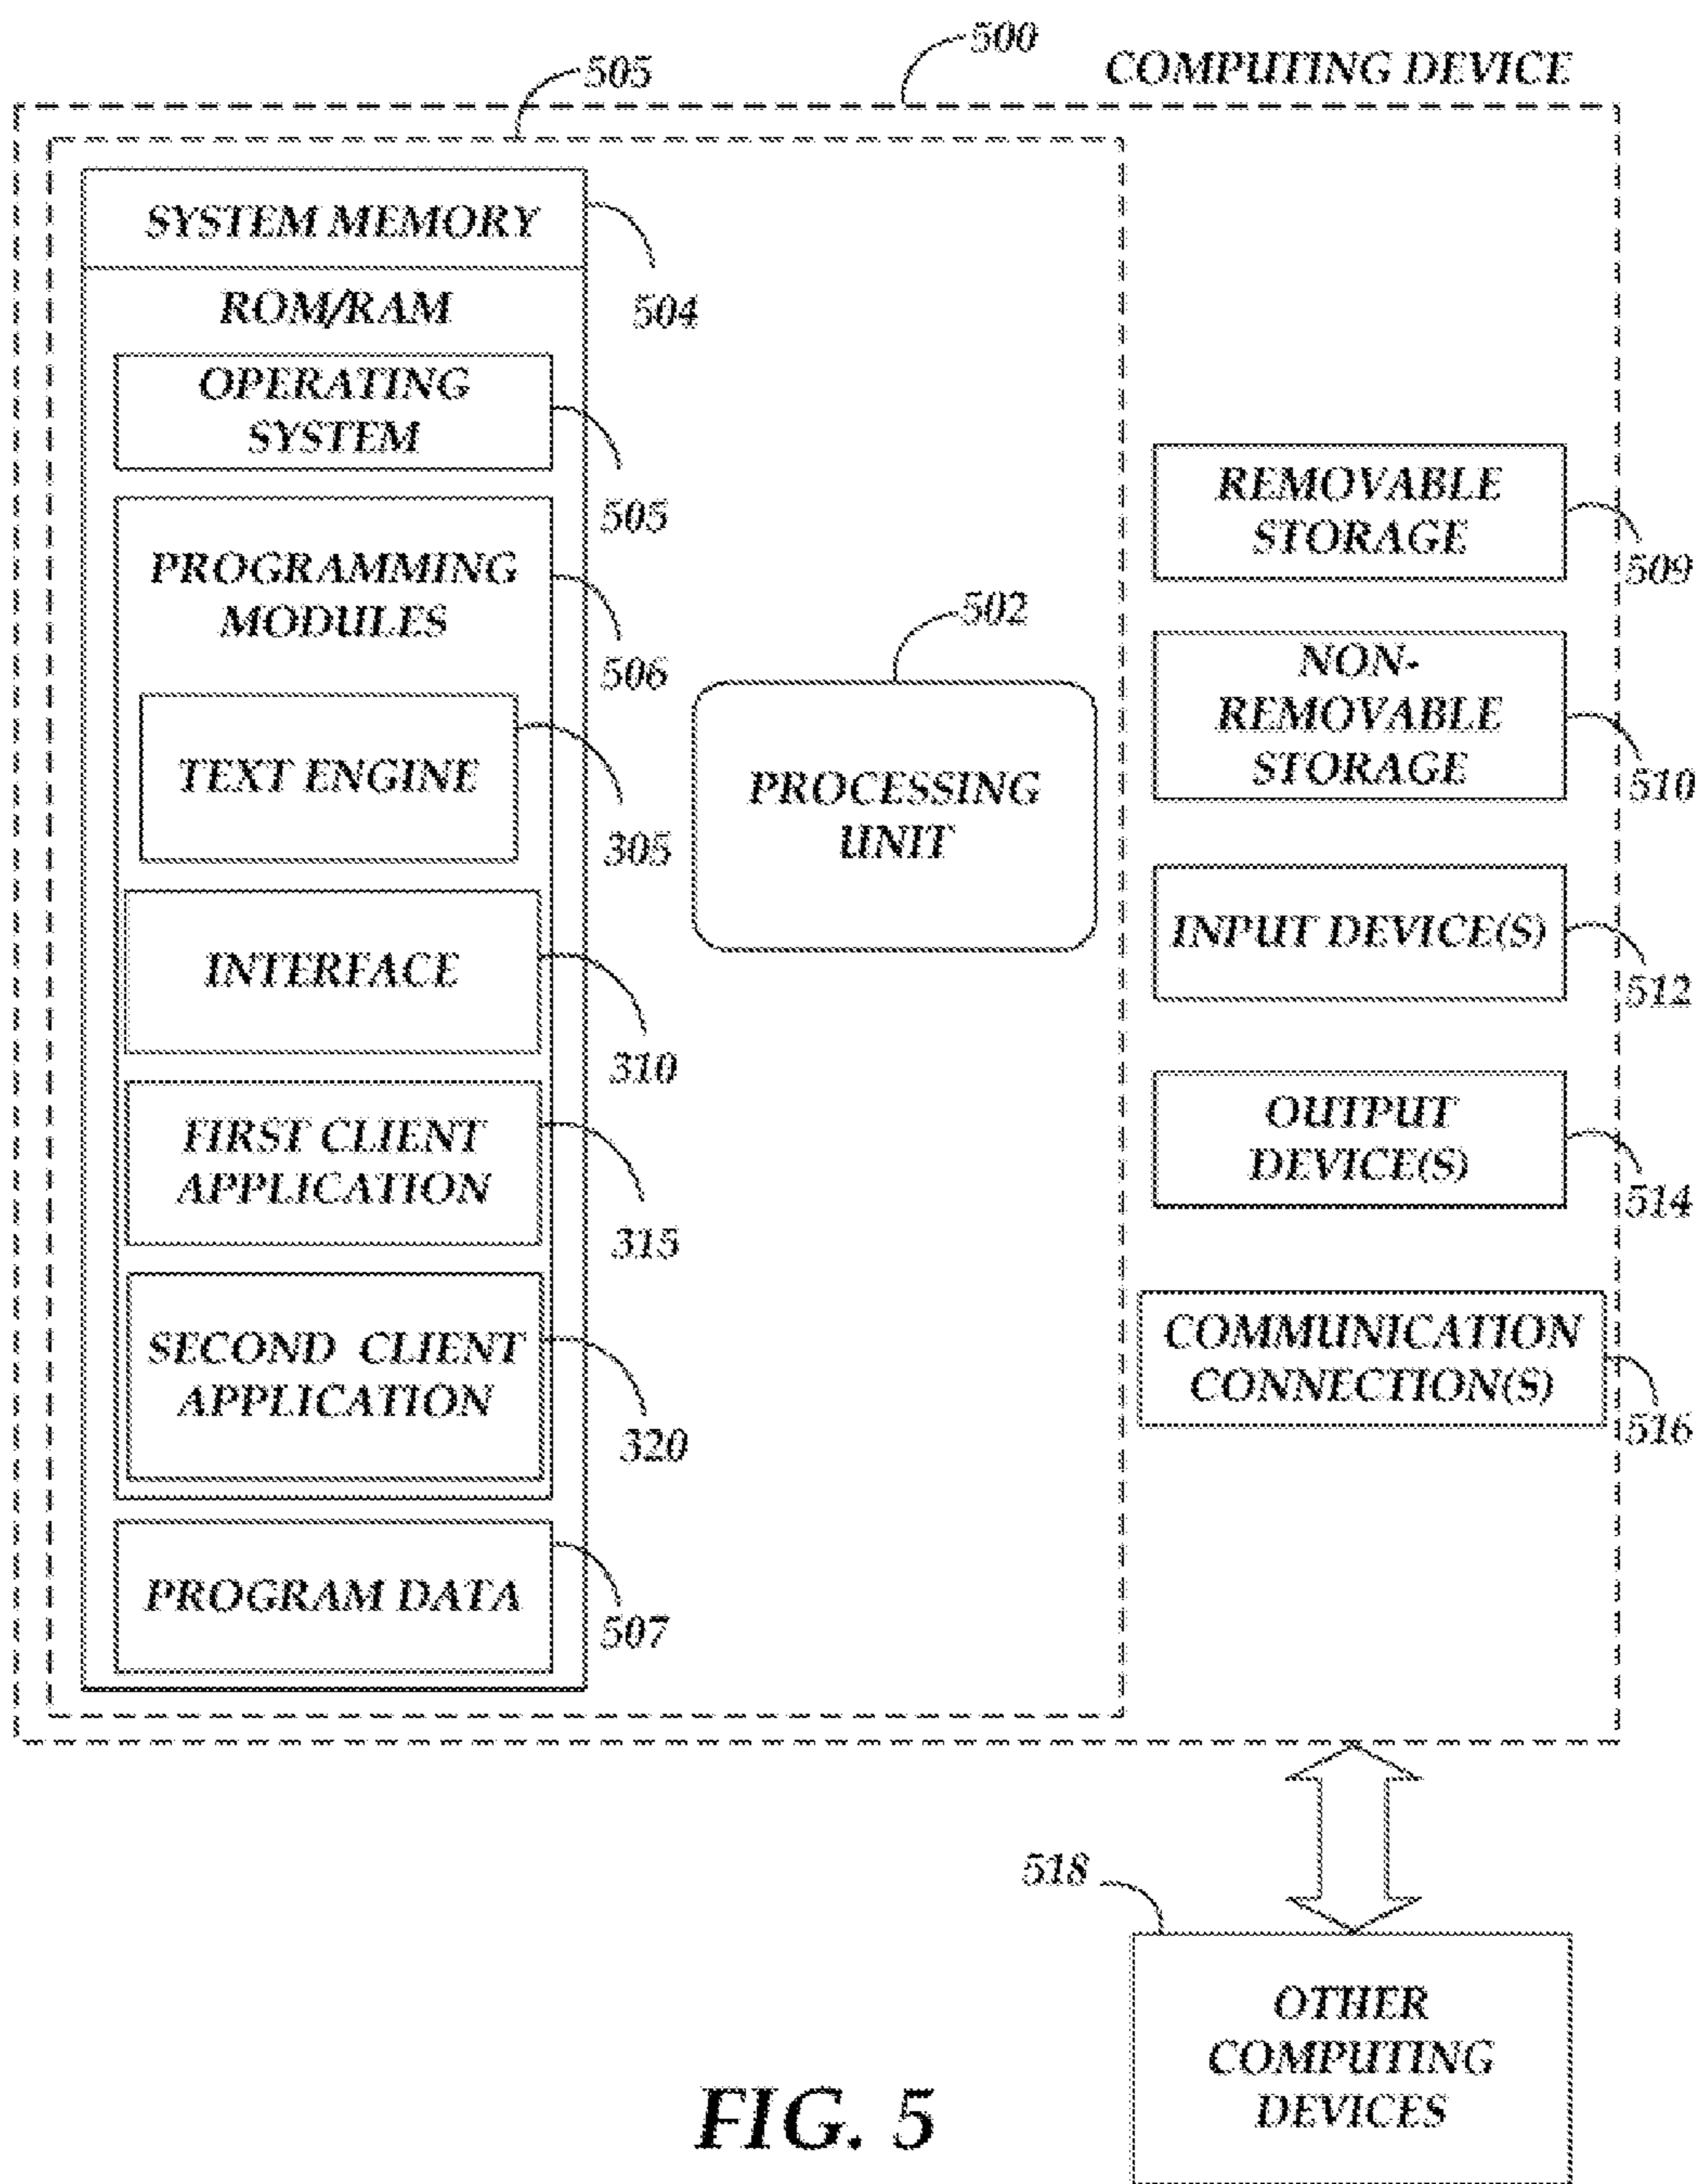 500
COMPUTING DEVICE
505
SYSTEM MEMORY
504
ROM/RAM
OPERATING
SYSTEM
505
PROGRAMMING
MODULES
506
TEXT ENGINE
305
INTERFACE
310
FIRST CLIENT
APPLICATION
315
SECOND CLIENT
APPLICATION
320
PROGRAM DATA
507
502
PROCESSING
UNIT
REMOVABLE
STORAGE
509
NON-
REMOVABLE
STORAGE
510
INPUT DEVICE(S)
512
OUTPUT
DEVICE(S)
514
COMMUNICATION
CONNECTION(S)
516
518
OTHER
COMPUTING
DEVICES
FIG. 5